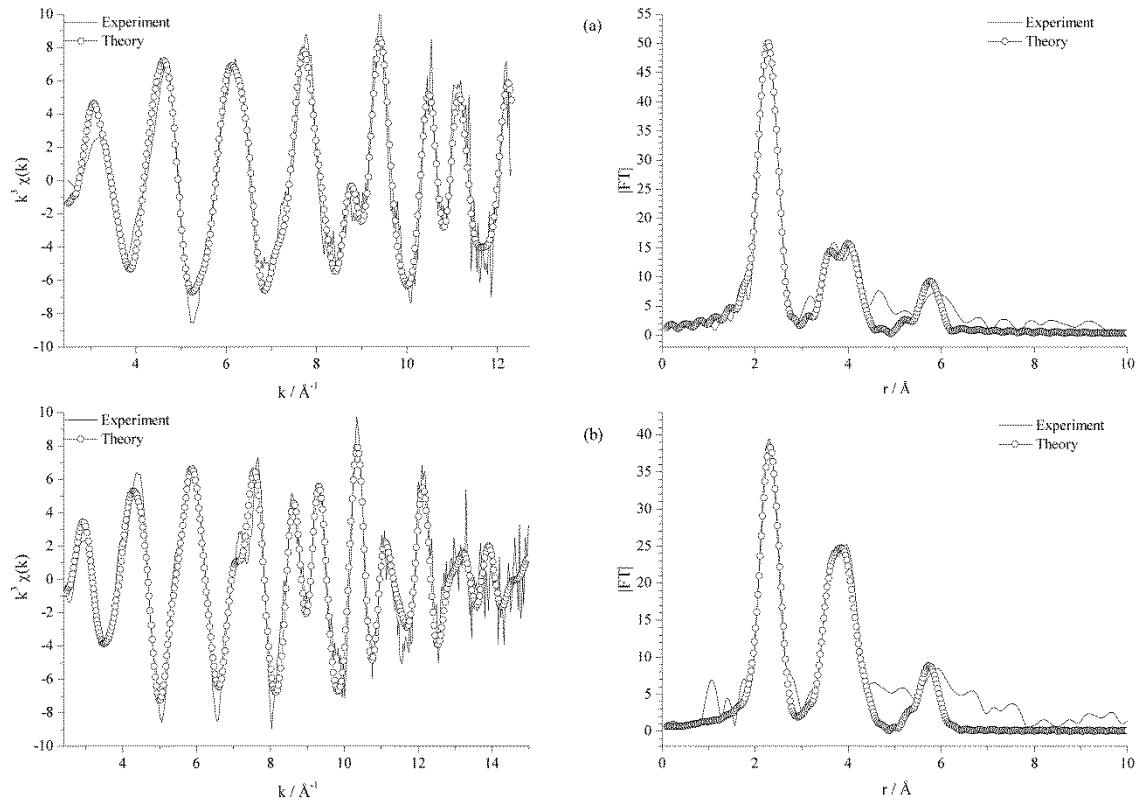 Experiment
Theory
k³ χ(k)
10
8
6
4
2
0
-2
-4
-6
-8
-10
4 6 8 10 12
k / Å⁻¹
(a)
Experiment
Theory
|FT|
55
50
45
40
35
30
25
20
15
10
5
0
0 2 4 6 8 10
r / Å
Experiment
Theory
k³ χ(k)
10
8
6
4
2
0
-2
-4
-6
-8
-10
4 6 8 10 12 14
k / Å⁻¹
(b)
Experiment
Theory
|FT|
40
35
30
25
20
15
10
5
0
0 2 4 6 8 10
r / Å